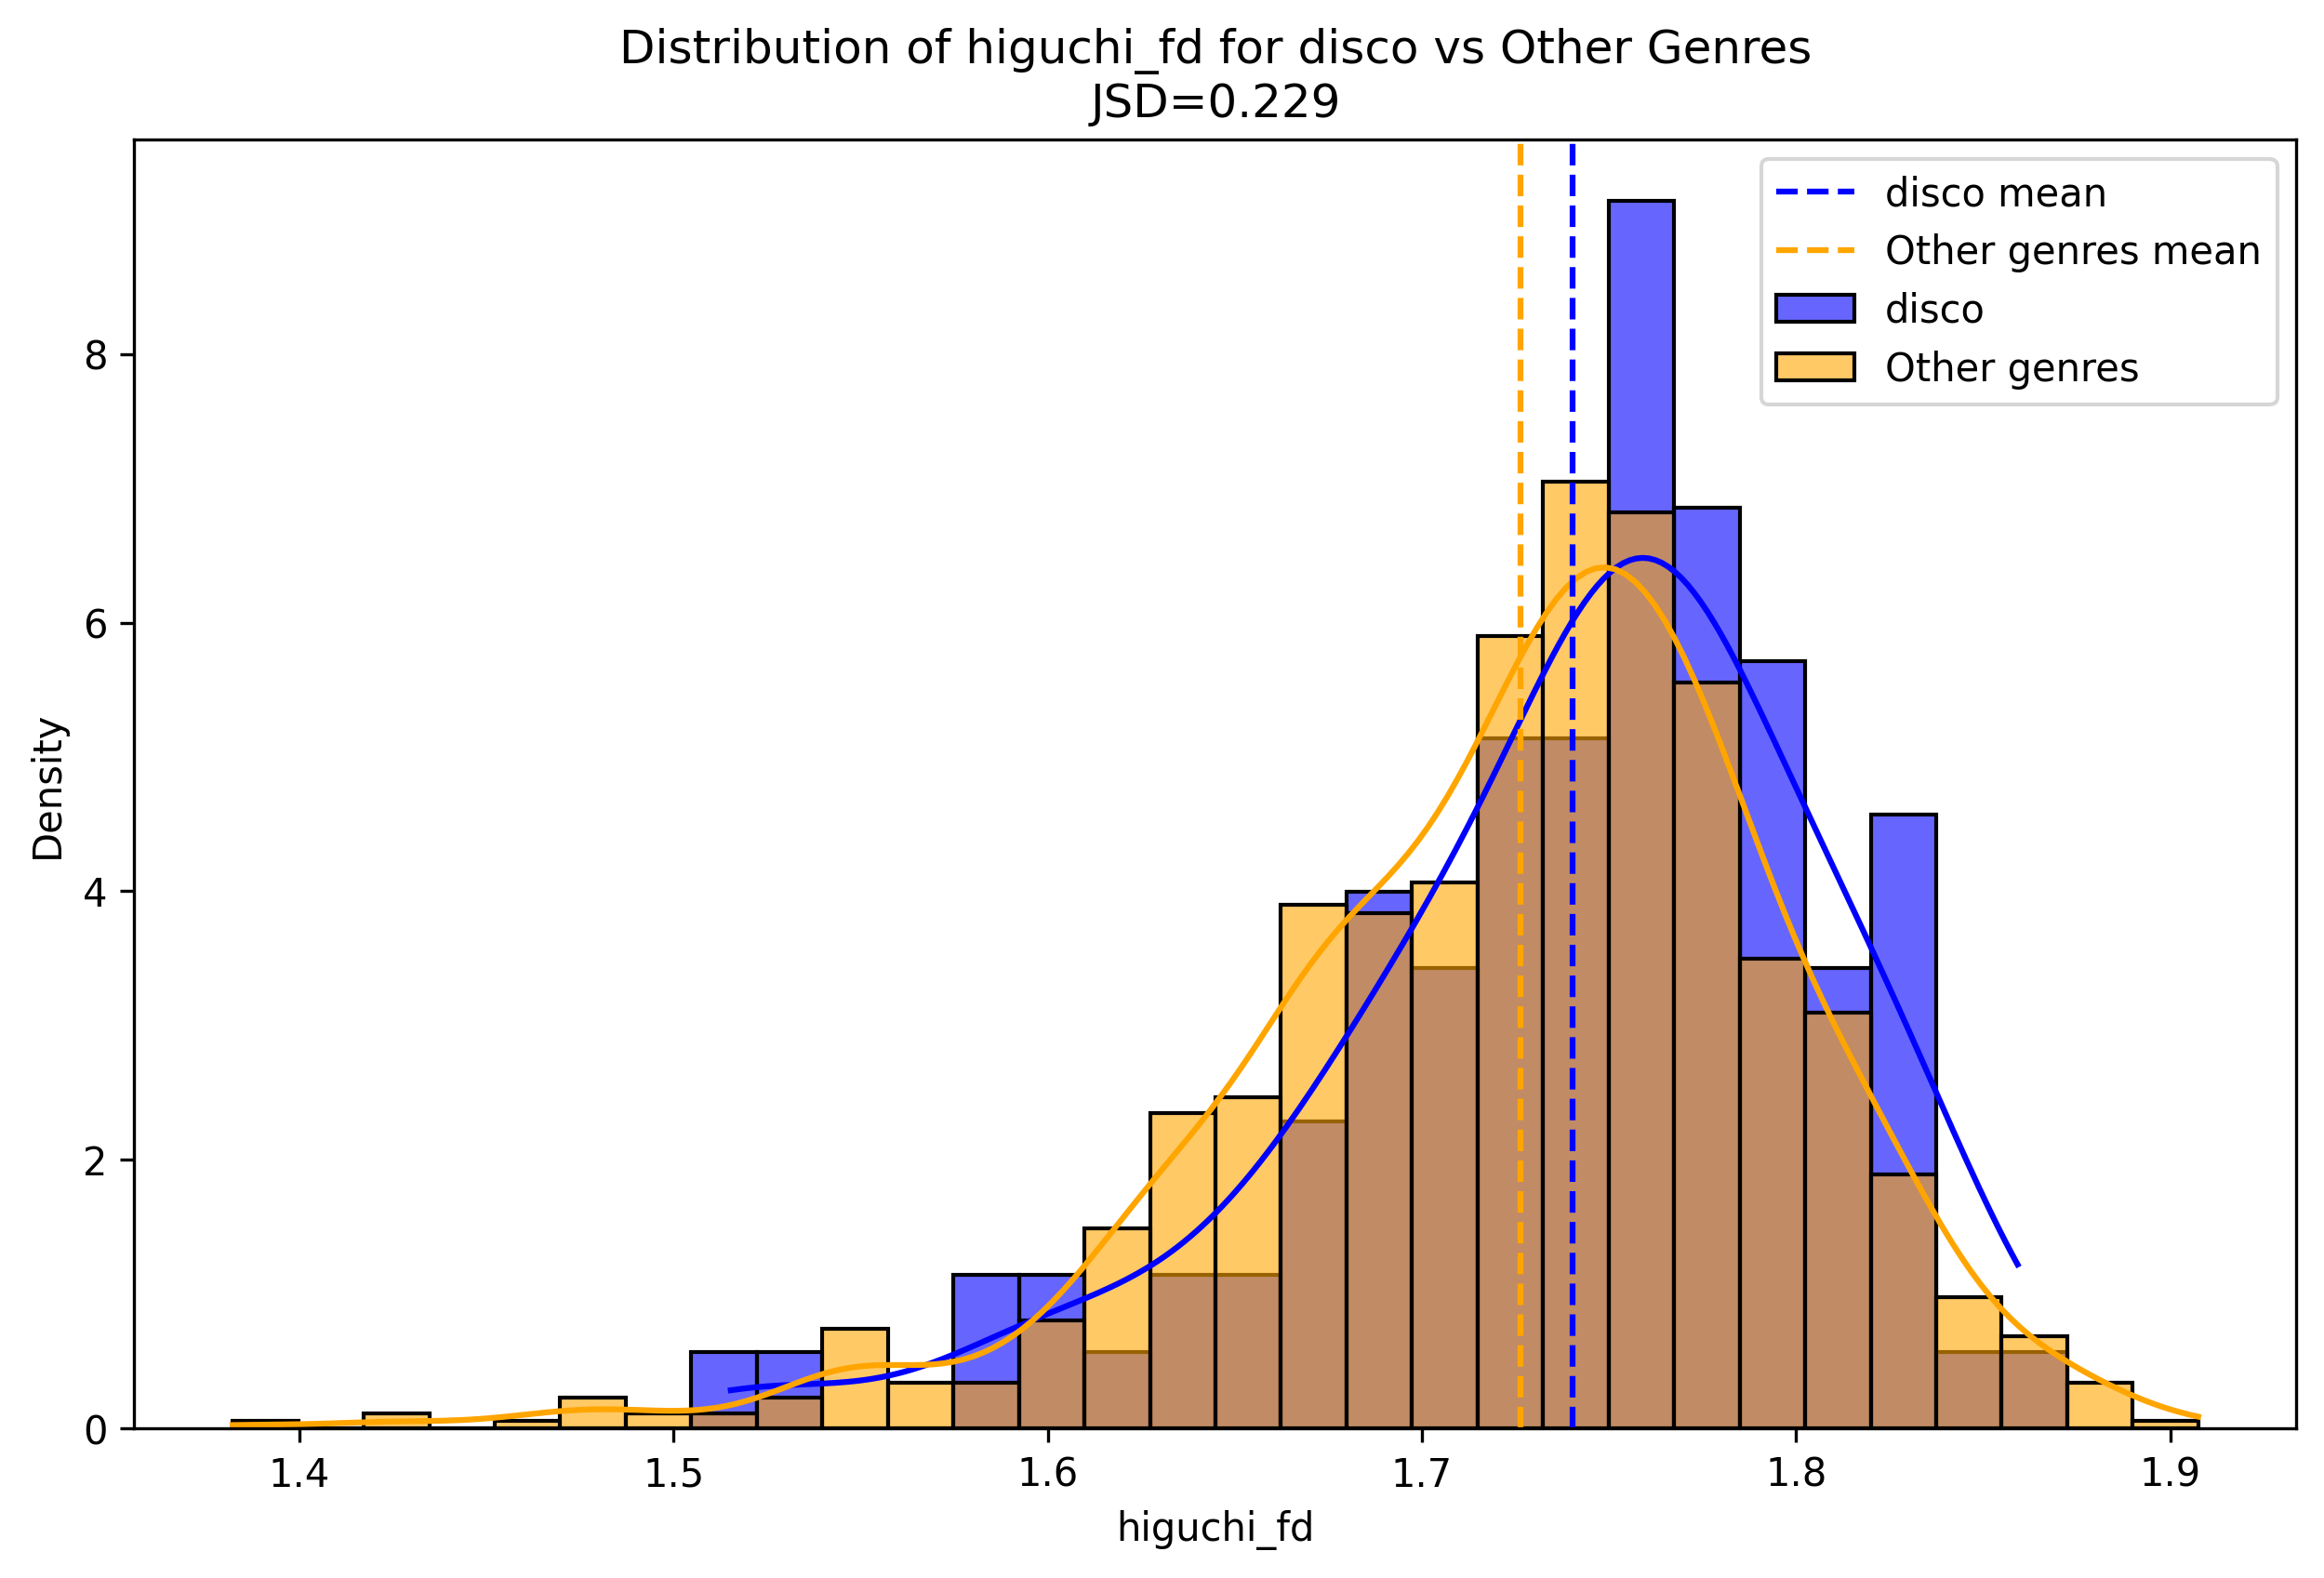 Distribution of higuchi_fd for disco vs Other Genres
JSD=0.229
disco mean
Other genres mean
disco
Other genres
Density
8
6
4
2
0
1.4 1.5 1.6 1.7 1.8 1.9
higuchi_fd